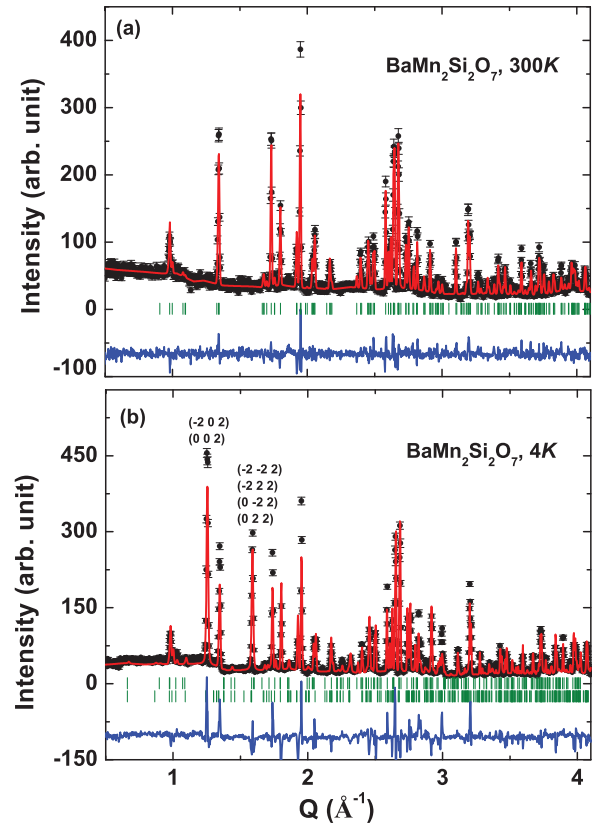 (a)
BaMn2Si2O7, 300K
Intensity (arb. unit)
400
300
200
100
0
-100
(b)
(-2 0 2)
(0 0 2)
BaMn2Si2O7, 4K
(-2 -2 2)
(-2 2 2)
(0 -2 2)
(0 2 2)
Intensity (arb. unit)
450
300
150
0
-150
1
2
3
4
Q (Å-1)